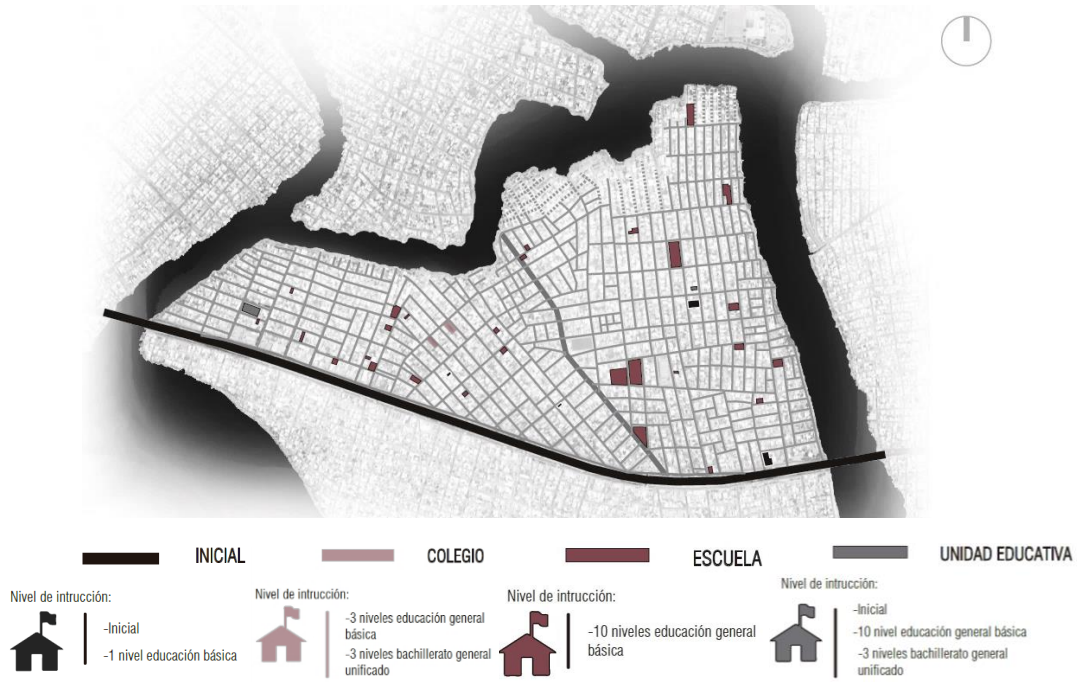 INICIAL
COLEGIO
ESCUELA
UNIDAD EDUCATIVA
Nivel de intrucción:
-Inicial
-1 nivel educación básica
Nivel de intrucción:
-3 niveles educación general
básica
-3 niveles bachillerato general
unificado
Nivel de intrucción:
-10 niveles educación general
básica
Nivel de intrucción:
-Inicial
-10 nivel educación general básica
-3 niveles bachillerato general
unificado